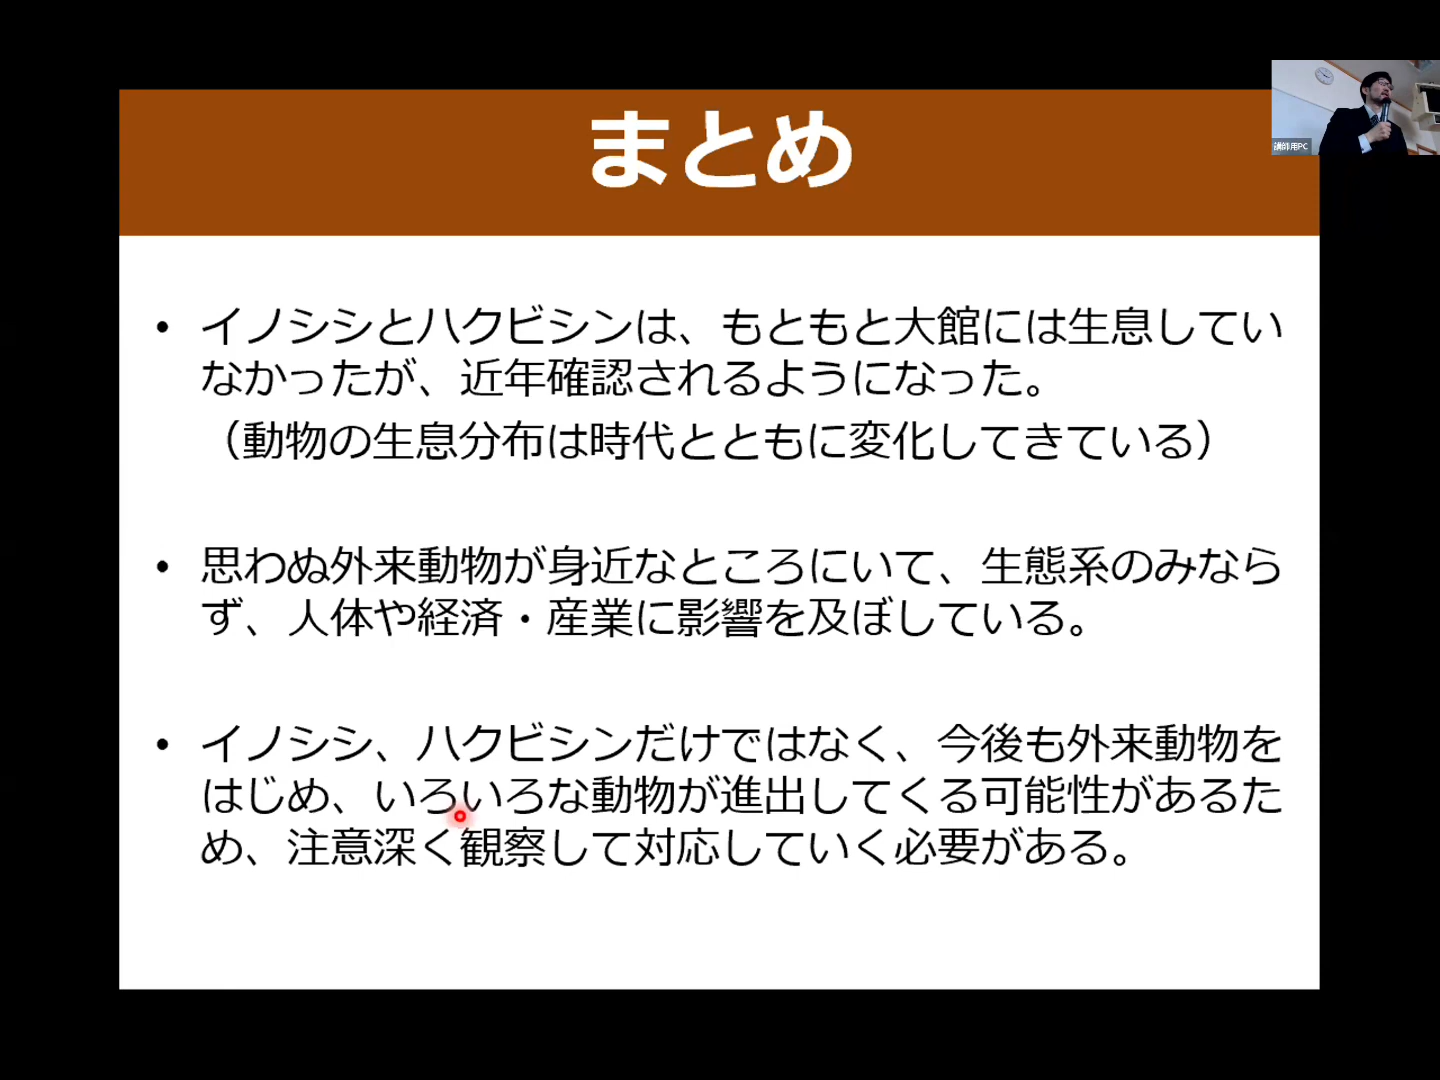 まとめ
講師用PC
• イノシシとハクビシンは、もともと大館には生息してい
なかったが、近年確認されるようになった。
（動物の生息分布は時代とともに変化してきている）
• 思わぬ外来動物が身近なところにいて、生態系のみなら
ず、人体や経済・産業に影響を及ぼしている。
• イノシシ、ハクビシンだけではなく、今後も外来動物を
はじめ、いろいろな動物が進出してくる可能性があるた
め、注意深く観察して対応していく必要がある。